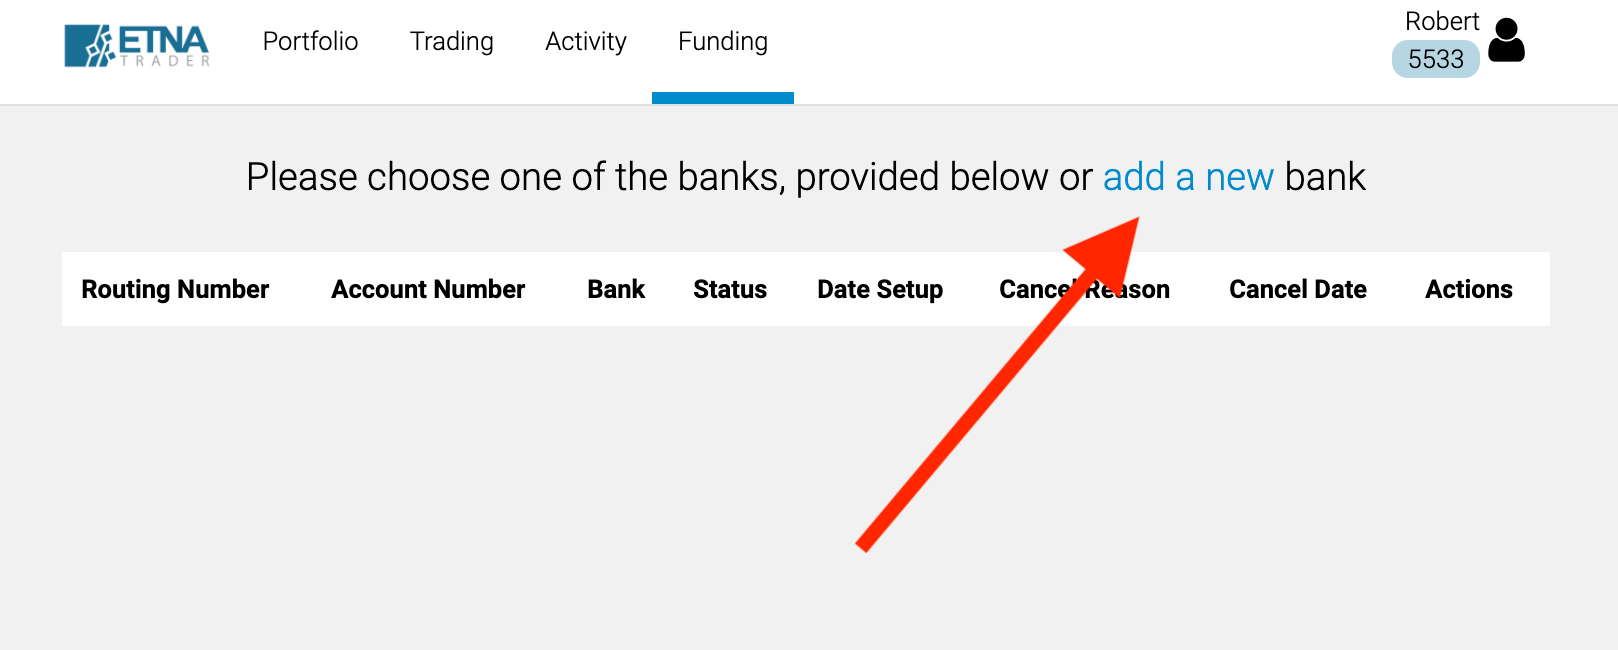 ETNA
TRADER
Portfolio
Trading
Activity
Funding
Robert
5533
Please choose one of the banks, provided below or add a new bank
Routing Number Account Number Bank Status Date Setup Cancel Reason Cancel Date Actions